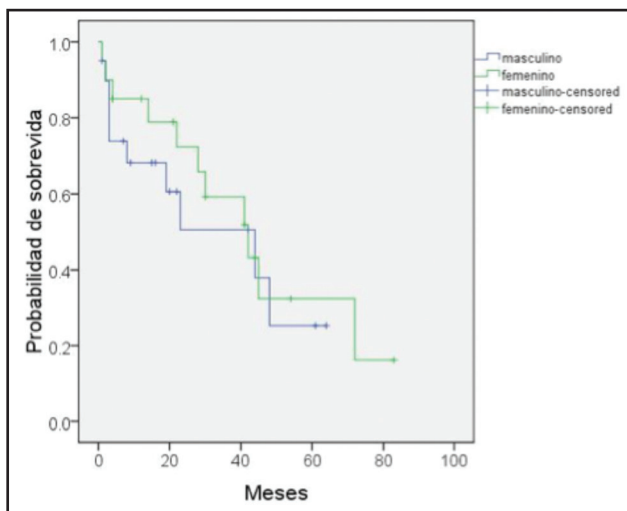 1.0
0.8
0.6
0.4
0.2
0.0
Probabilidad de sobrevida
0 20 40 60 80 100
Meses
masculino
femenino
masculino-censored
femenino-censored